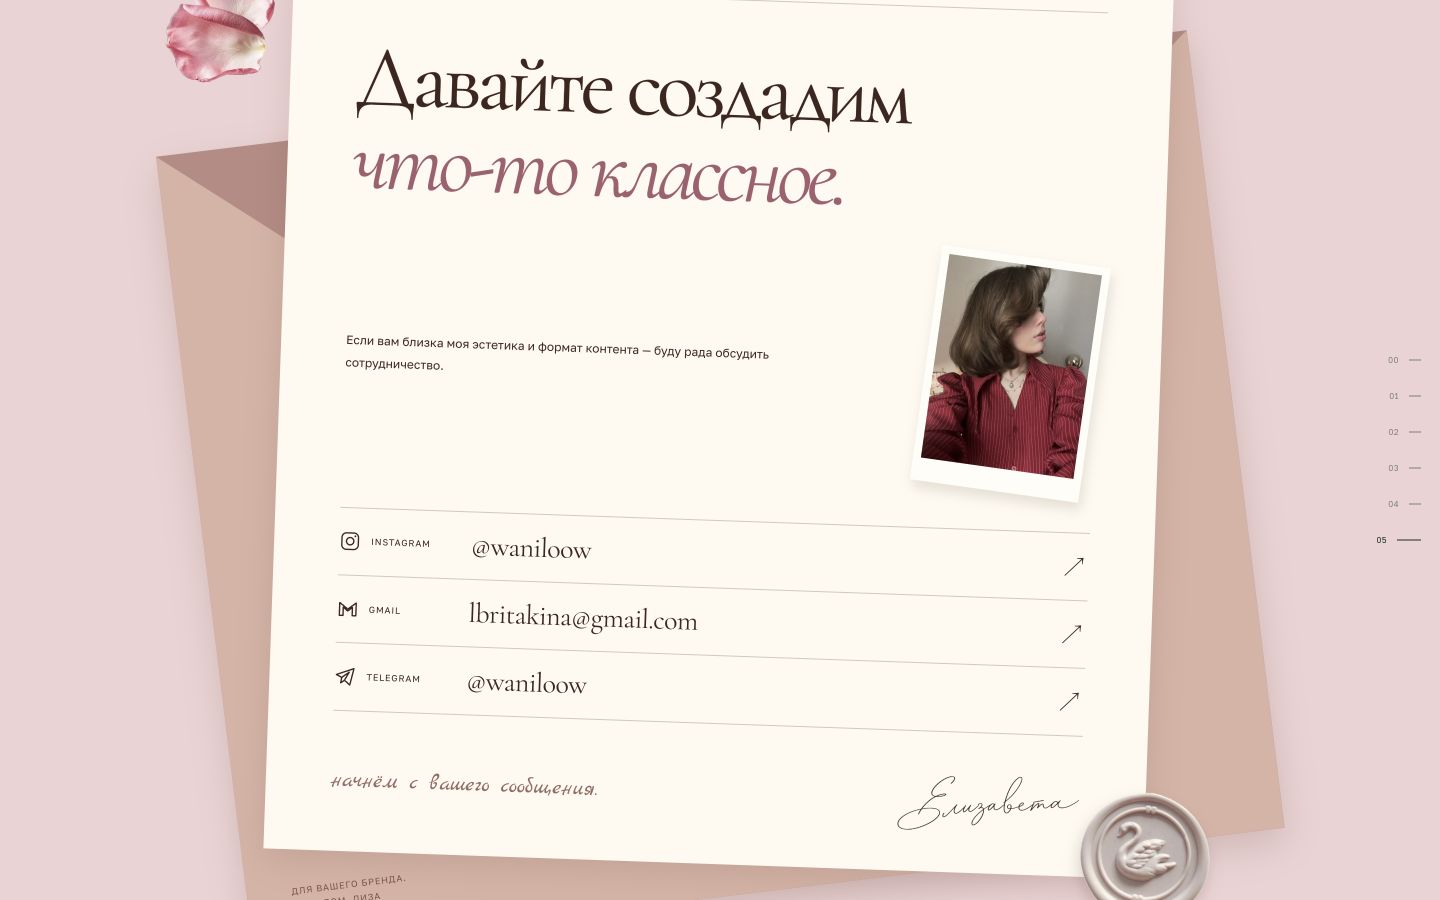 Давайте создадим
что-то классное.
Если вам близка моя эстетика и формат контента — буду рада обсудить
сотрудничество.
INSTAGRAM @waniloow
GMAIL lbritakina@gmail.com
TELEGRAM @waniloow
начнём с вашего сообщения.
Елизавета
ДЛЯ ВАШЕГО БРЕНДА.
ЛИЗА
00
01
02
03
04
05